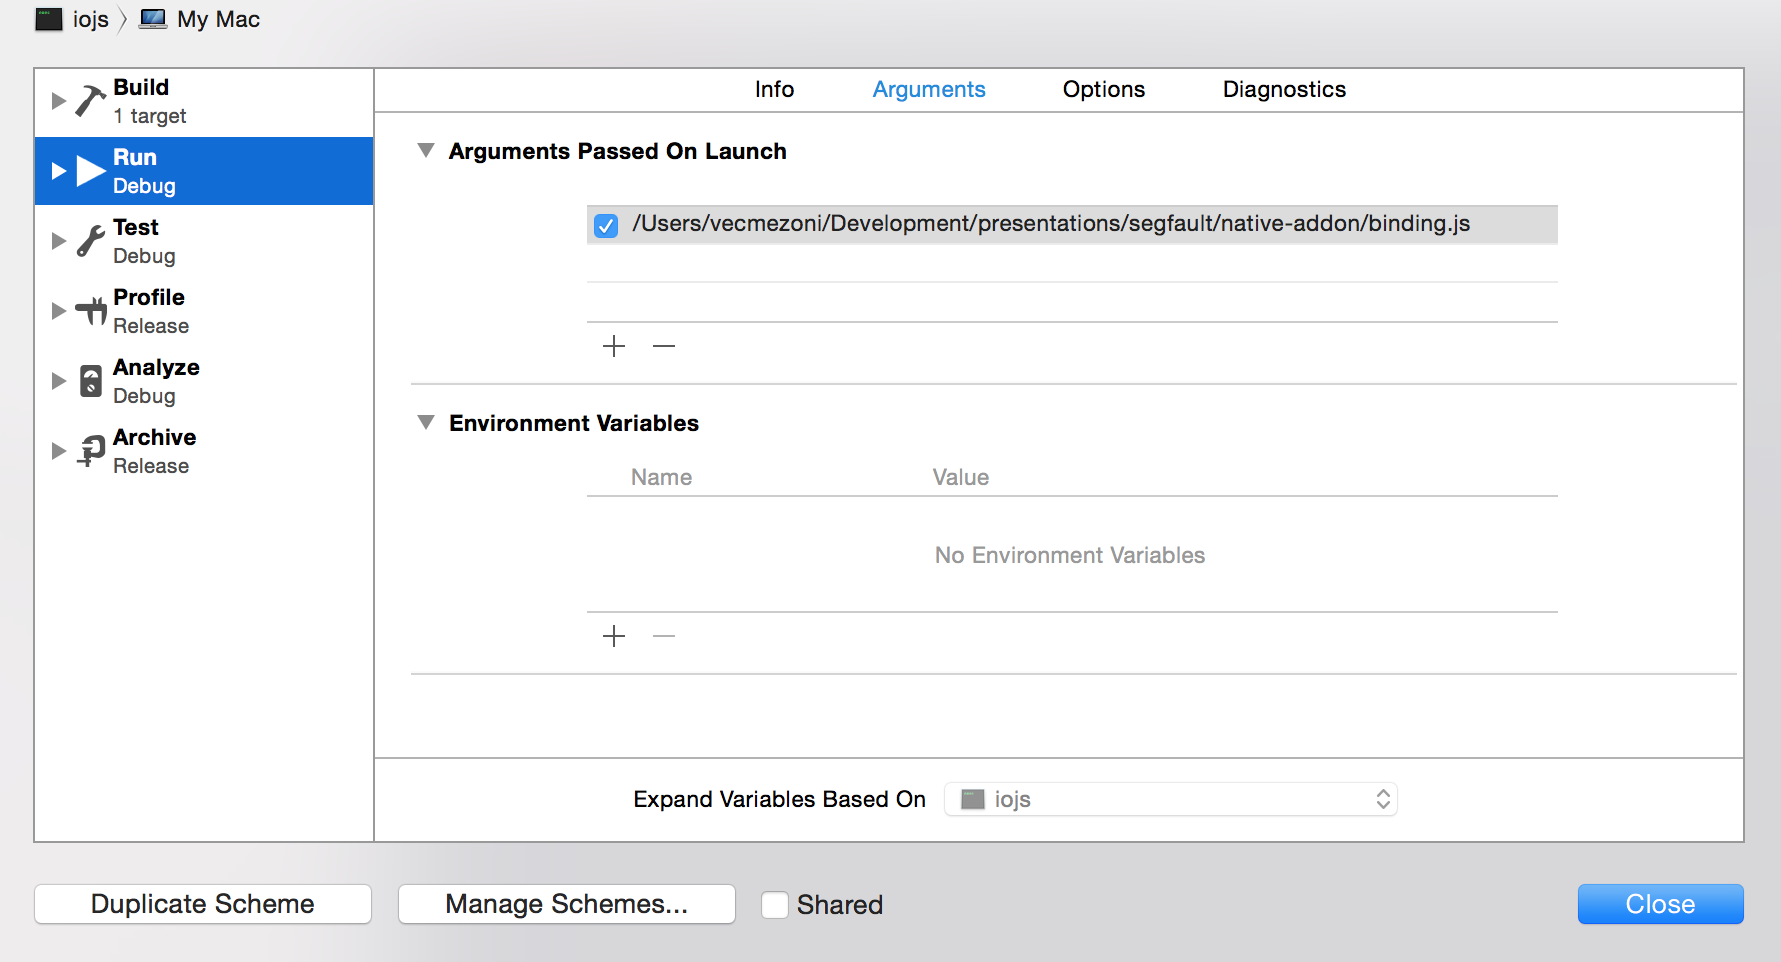 iojs My Mac
Build
1 target
Run
Debug
Test
Debug
Profile
Release
Analyze
Debug
Archive
Release
Info Arguments Options Diagnostics
Arguments Passed On Launch
/Users/vecmezoni/Development/presentations/segfault/native-addon/binding.js
Environment Variables
Name Value
No Environment Variables
Expand Variables Based On iojs
Duplicate Scheme Manage Schemes... Shared Close